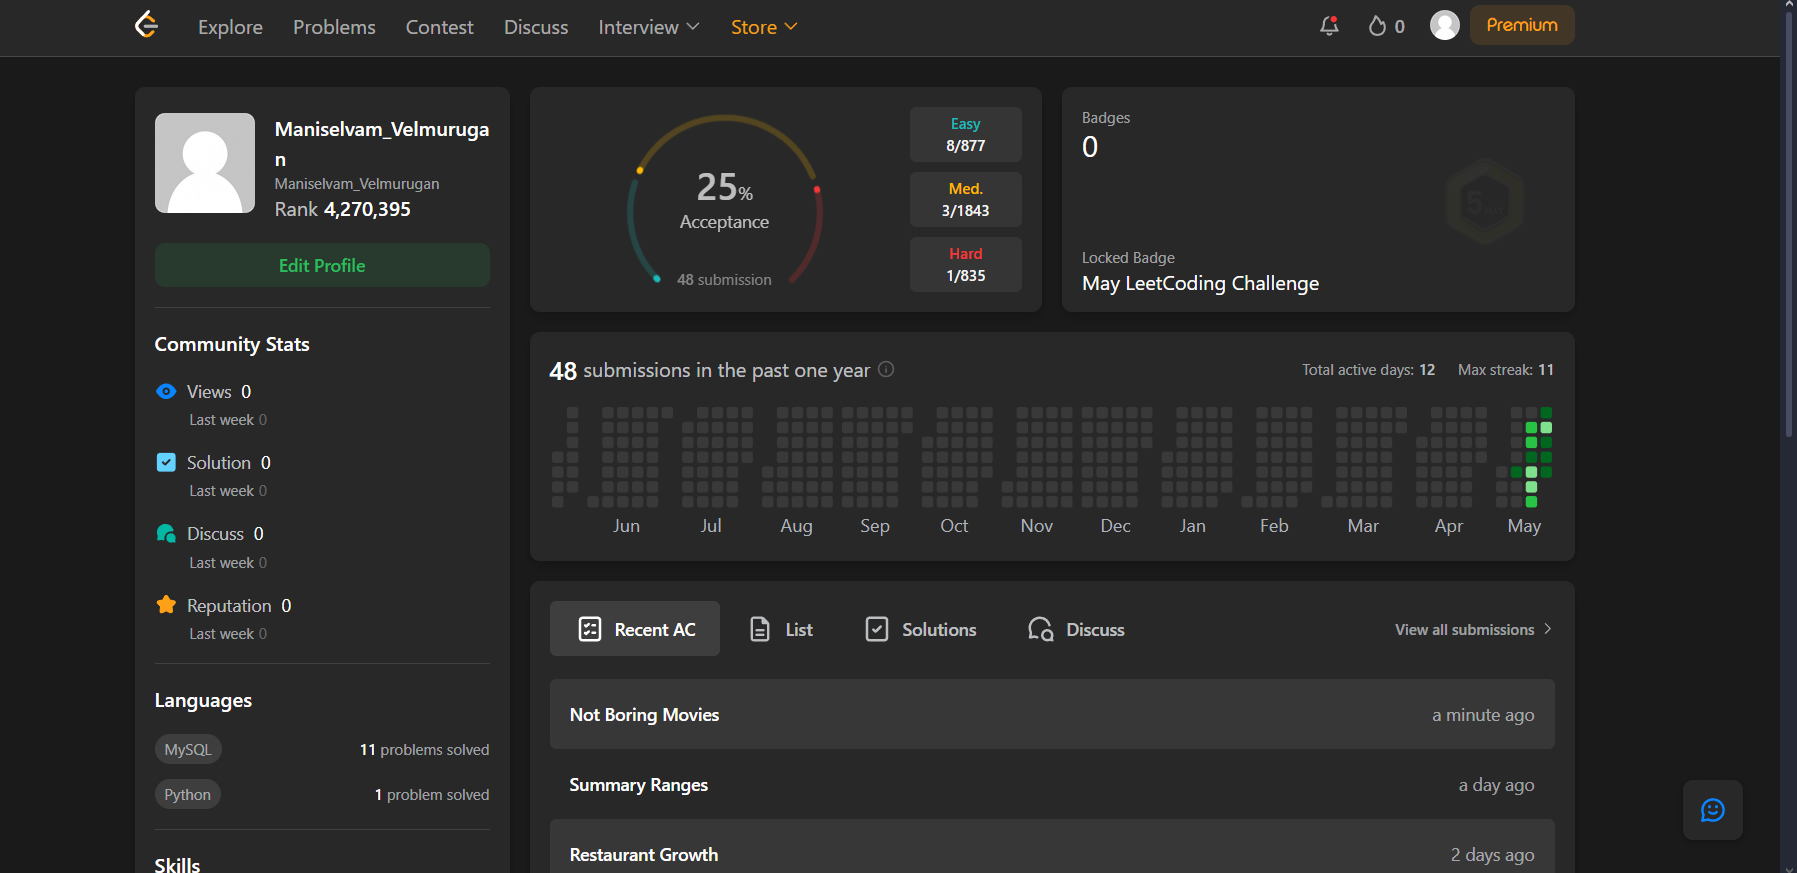 Explore Problems Contest Discuss Interview Store 0 Premium
Maniselvam_Velmuruga
n
Maniselvam_Velmurugan
Rank 4,270,395
Edit Profile
Community Stats
Views 0
Last week 0
Solution 0
Last week 0
Discuss 0
Last week 0
Reputation 0
Last week 0
Languages
MySQL 11 problems solved
Python 1 problem solved
Skills
25%
Acceptance
48 submission
Easy
8/877
Med.
3/1843
Hard
1/835
Badges
0
5
MAY
Locked Badge
May LeetCoding Challenge
48 submissions in the past one year Total active days: 12 Max streak: 11
Jun Jul Aug Sep Oct Nov Dec Jan Feb Mar Apr May
Recent AC List Solutions Discuss View all submissions
Not Boring Movies a minute ago
Summary Ranges a day ago
Restaurant Growth 2 days ago